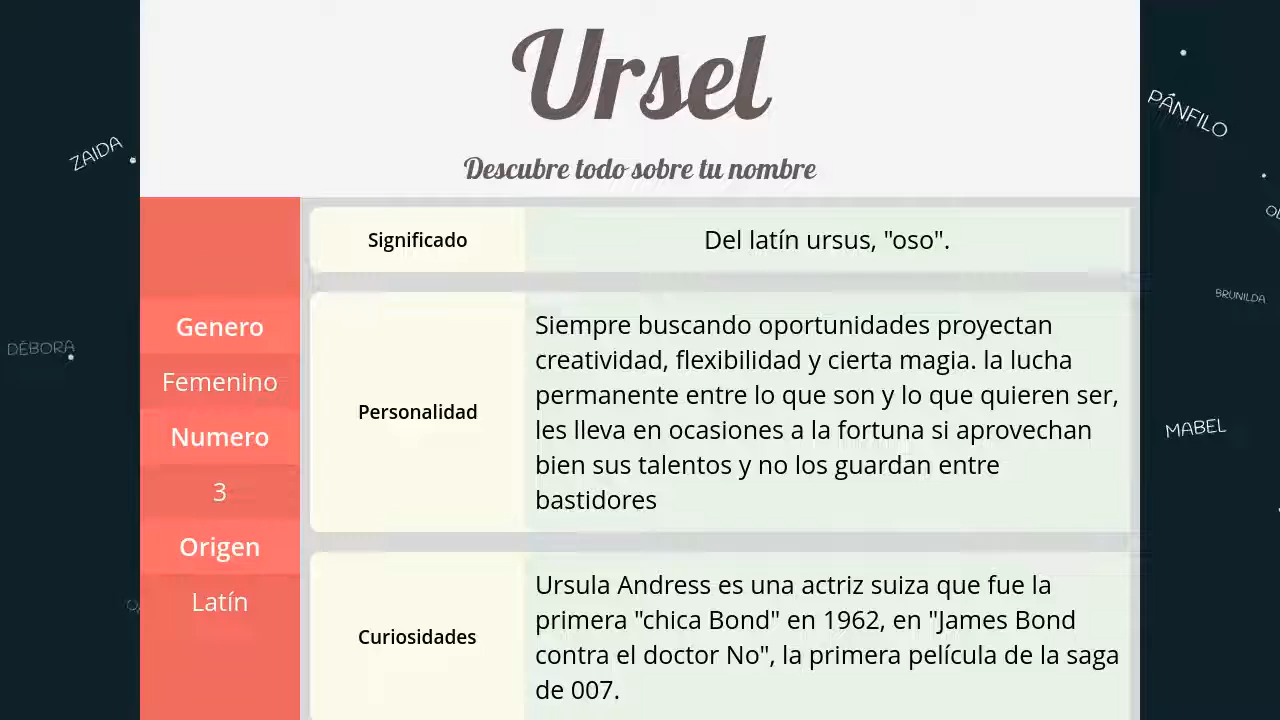 Ursel
Descubre todo sobre tu nombre
ZAIDA
PÁNFILO
DÉBORA
BRUNILDA
MABEL
Genero
Femenino
Numero
3
Origen
Latín
Significado
Del latín ursus, "oso".
Personalidad
Siempre buscando oportunidades proyectan
creatividad, flexibilidad y cierta magia. la lucha
permanente entre lo que son y lo que quieren ser,
les lleva en ocasiones a la fortuna si aprovechan
bien sus talentos y no los guardan entre
bastidores
Curiosidades
Ursula Andress es una actriz suiza que fue la
primera "chica Bond" en 1962, en "James Bond
contra el doctor No", la primera película de la saga
de 007.